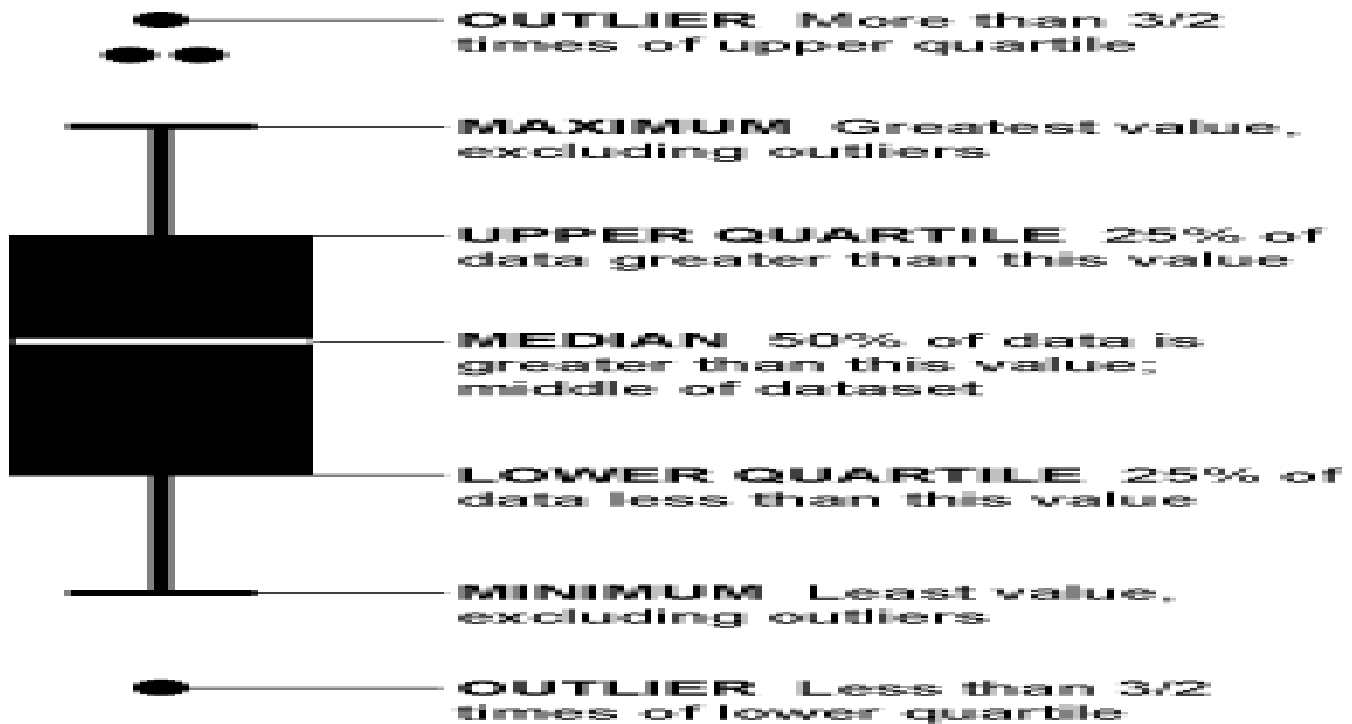 OUTLIER More than 3/2
times of upper quartile
MAXIMUM Greatest value,
excluding outliers
UPPER QUARTILE 25% of
data greater than this value
MEDIAN 50% of data is
greater than this value;
middle of dataset
LOWER QUARTILE 25% of
data less than this value
MINIMUM Least value,
excluding outliers
OUTLIER Less than 3/2
times of lower quartile